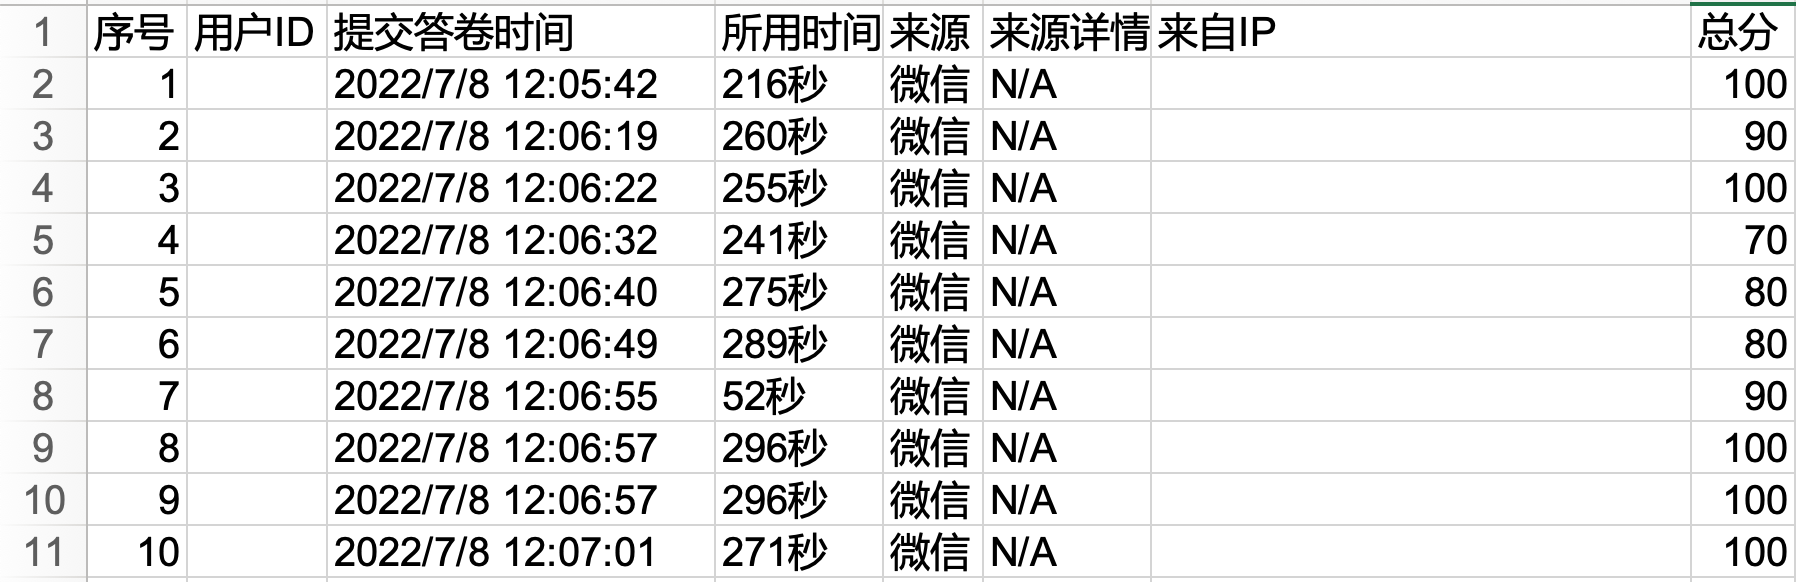 1 序号 用户ID 提交答卷时间 所用时间 来源 来源详情 来自IP 总分
2 1 2022/7/8 12:05:42 216秒 微信 N/A 100
3 2 2022/7/8 12:06:19 260秒 微信 N/A 90
4 3 2022/7/8 12:06:22 255秒 微信 N/A 100
5 4 2022/7/8 12:06:32 241秒 微信 N/A 70
6 5 2022/7/8 12:06:40 275秒 微信 N/A 80
7 6 2022/7/8 12:06:49 289秒 微信 N/A 80
8 7 2022/7/8 12:06:55 52秒 微信 N/A 90
9 8 2022/7/8 12:06:57 296秒 微信 N/A 100
10 9 2022/7/8 12:06:57 296秒 微信 N/A 100
11 10 2022/7/8 12:07:01 271秒 微信 N/A 100